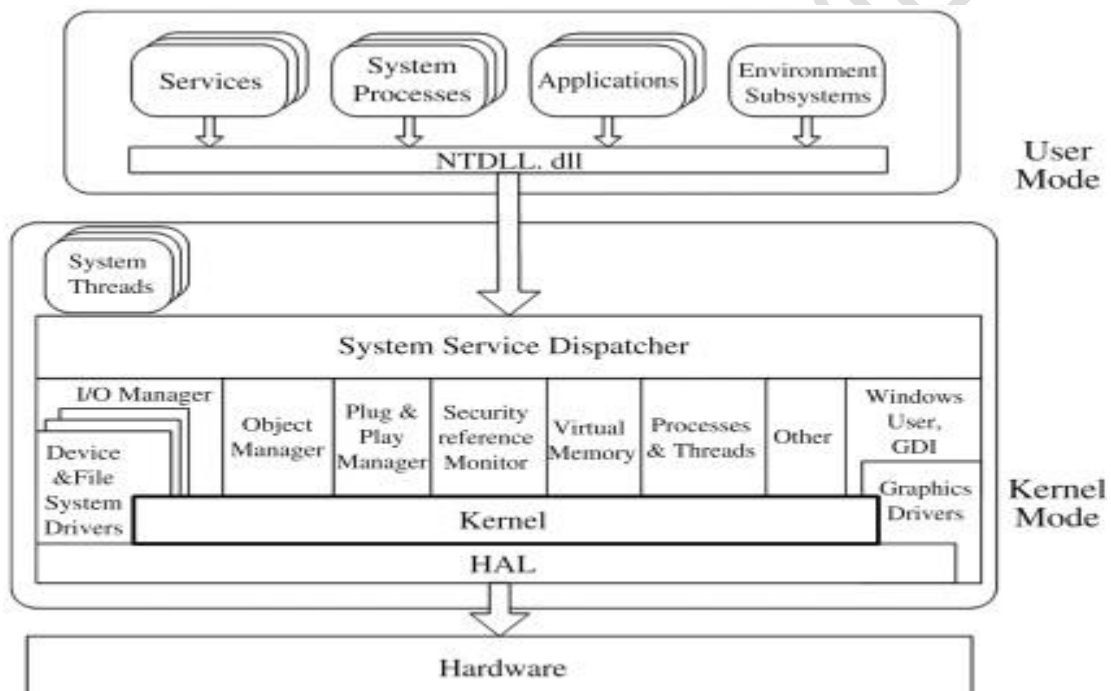 Services
System
Processes
Applications
Environment
Subsystems
NTDLL. dll
User
Mode
System
Threads
System Service Dispatcher
I/O Manager
Device
&File
System
Drivers
Object
Manager
Plug &
Play
Manager
Security
reference
Monitor
Virtual
Memory
Processes
& Threads
Other
Windows
User,
GDI
Graphics
Drivers
Kernel
Kernel
Mode
HAL
Hardware